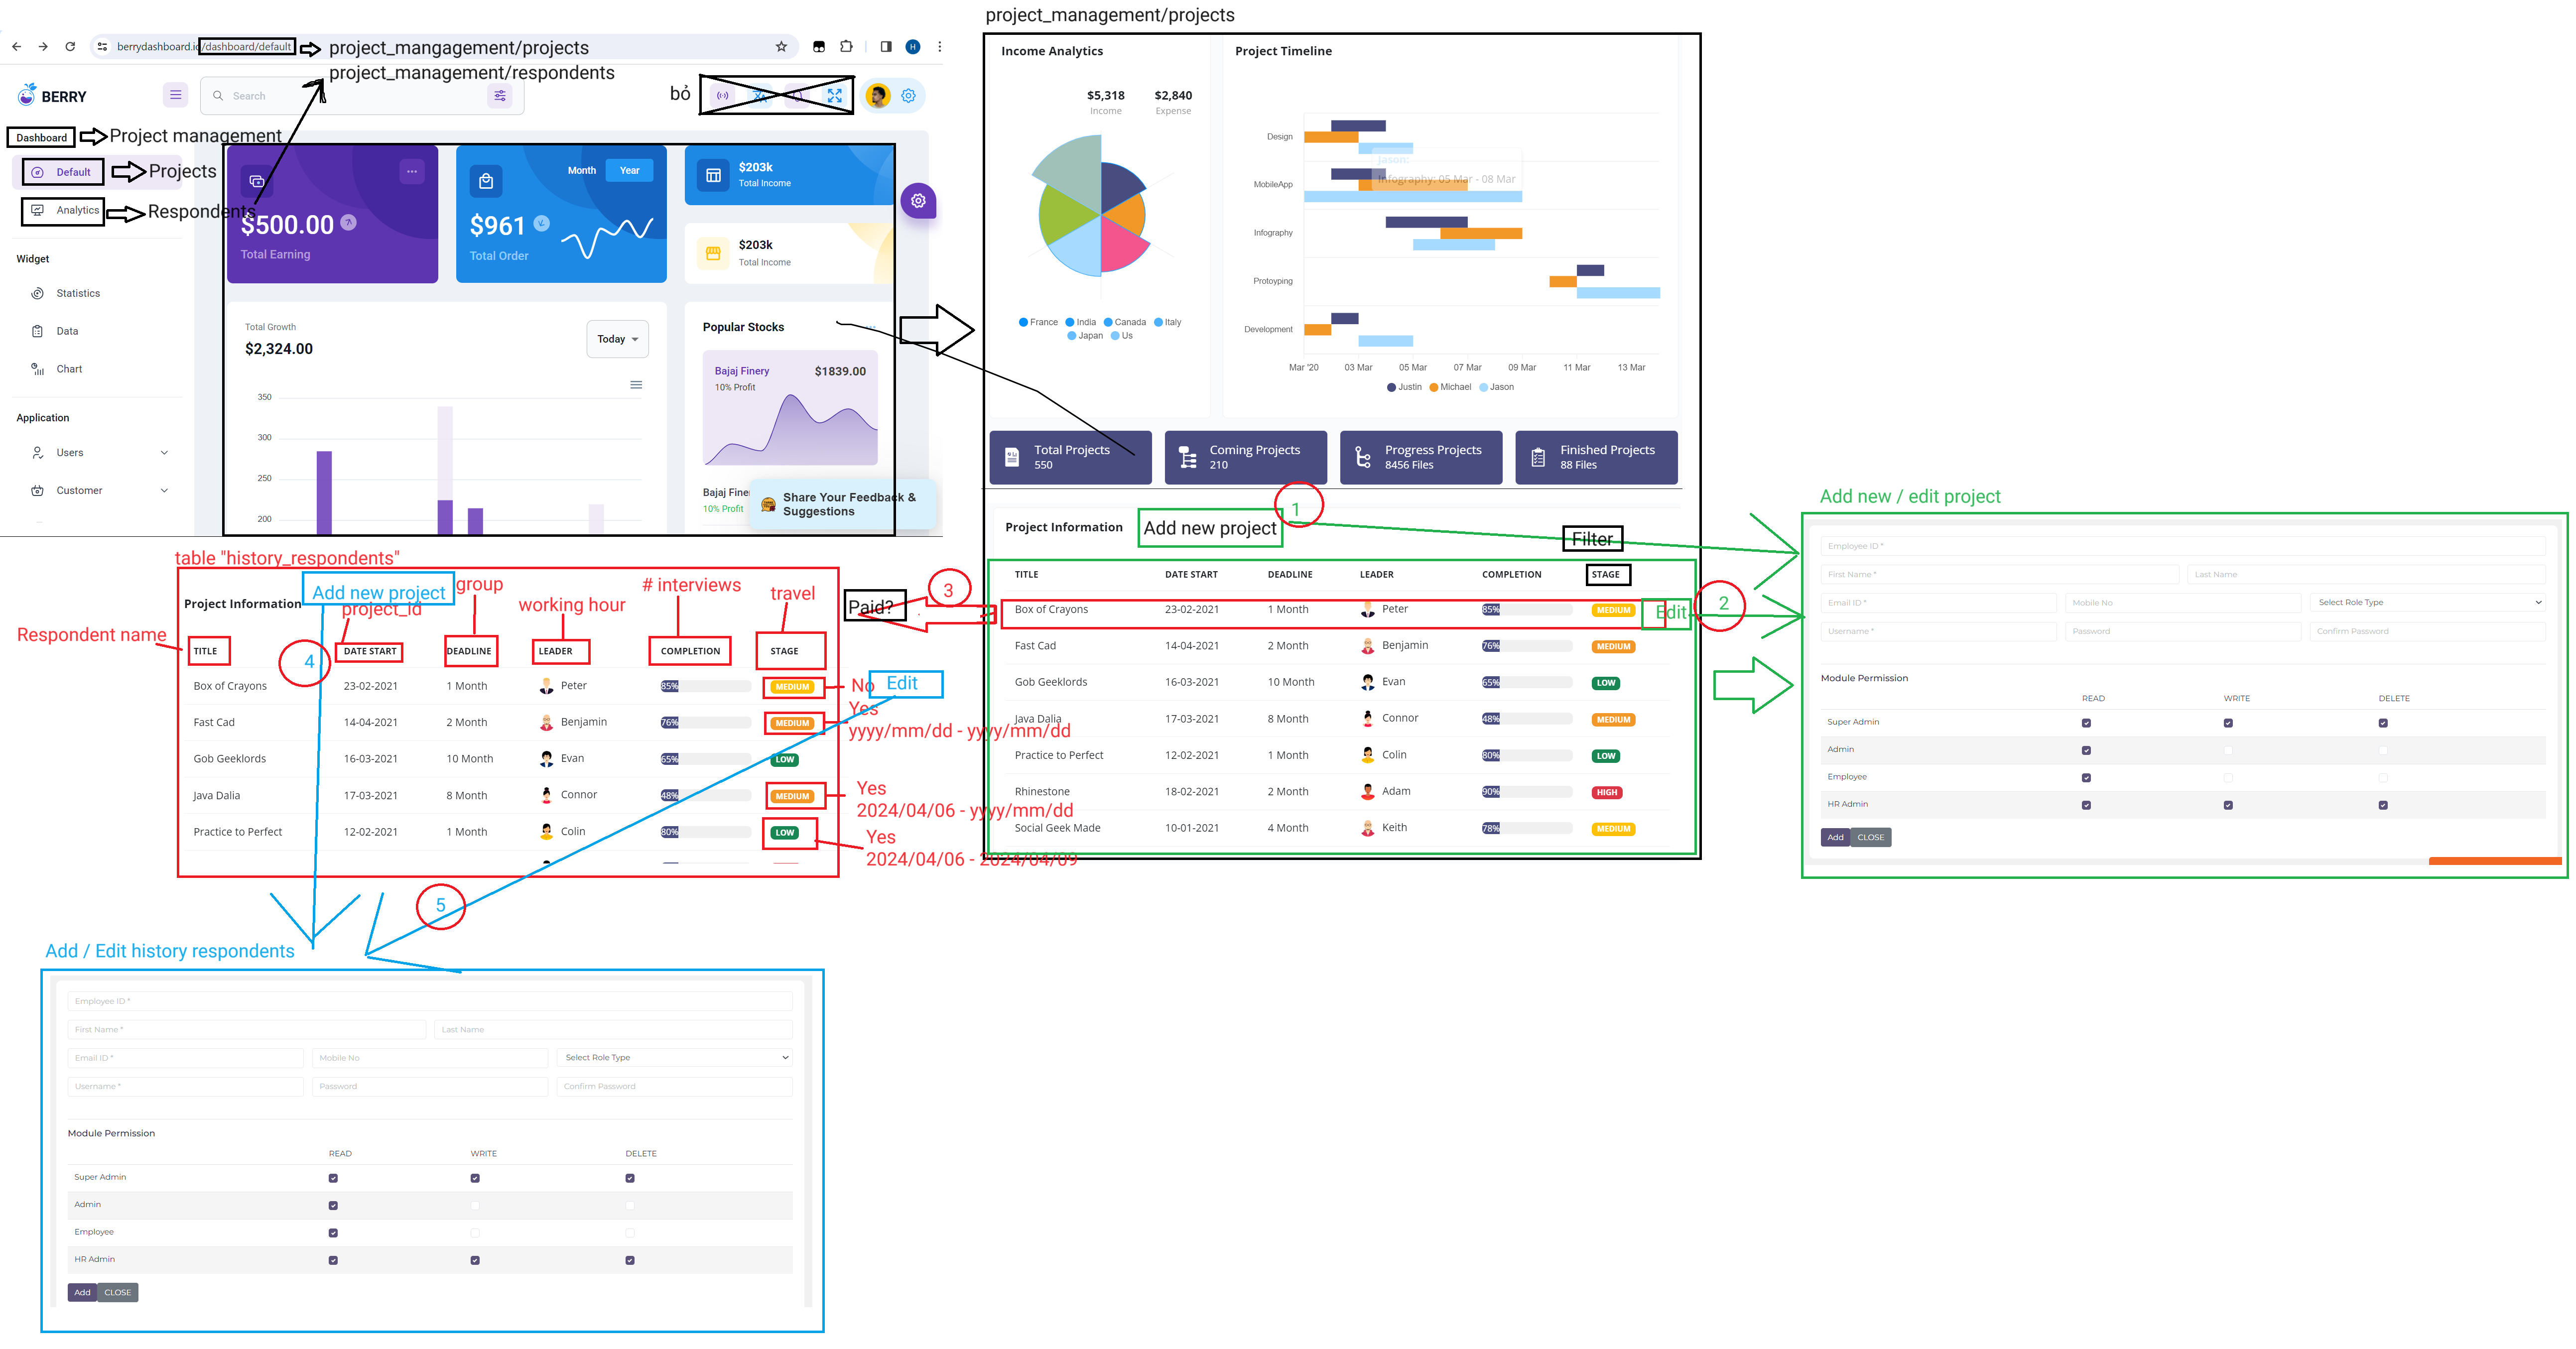 project_management/projects
berrydashboard.io/dashboard/default
project_mangagement/projects
project_management/respondents
BERRY
Search
bỏ
Dashboard
Project management
Default
Projects
Analytics
Respondents
Widget
Statistics
Data
Chart
Application
Users
Customer
$500.00
Total Earning
Month
Year
$961
Total Order
$203k
Total Income
$203k
Total Income
Total Growth
$2,324.00
Today
350
300
250
200
Popular Stocks
Bajaj Finery
$1839.00
10% Profit
Bajaj Fine
10% Profit
Share Your Feedback &
Suggestions
Income Analytics
$5,318
$2,840
Income
Expense
France
India
Canada
Italy
Japan
Us
Project Timeline
Design
MobileApp
Infography
Protoyping
Development
Jason:
Infography: 05 Mar - 08 Mar
Mar '20
03 Mar
05 Mar
07 Mar
09 Mar
11 Mar
13 Mar
Justin
Michael
Jason
Total Projects
550
Coming Projects
210
Progress Projects
8456 Files
Finished Projects
88 Files
1
Project Information
Add new project
Filter
TITLE DATE START DEADLINE LEADER COMPLETION STAGE
Box of Crayons 23-02-2021 1 Month Peter 85% MEDIUM
Edit
2
Fast Cad 14-04-2021 2 Month Benjamin 76% MEDIUM
Gob Geeklords 16-03-2021 10 Month Evan 65% LOW
Java Dalia 17-03-2021 8 Month Connor 48% MEDIUM
Practice to Perfect 12-02-2021 1 Month Colin 80% LOW
Rhinestone 18-02-2021 2 Month Adam 90% HIGH
Social Geek Made 10-01-2021 4 Month Keith 78% MEDIUM
Add new / edit project
Employee ID *
First Name *
Last Name
Email ID *
Mobile No
Select Role Type
Username *
Password
Confirm Password
Module Permission
READ WRITE DELETE
Super Admin
Admin
Employee
HR Admin
Add
CLOSE
table "history_respondents"
Project Information
Add new project
project_id
group
working hour
# interviews
travel
Paid?
3
Respondent name
4
TITLE DATE START DEADLINE LEADER COMPLETION STAGE
Box of Crayons 23-02-2021 1 Month Peter 85% MEDIUM
No
Edit
Fast Cad 14-04-2021 2 Month Benjamin 76% MEDIUM
Yes
yyyy/mm/dd - yyyy/mm/dd
Gob Geeklords 16-03-2021 10 Month Evan 65% LOW
Java Dalia 17-03-2021 8 Month Connor 48% MEDIUM
Yes
2024/04/06 - yyyy/mm/dd
Practice to Perfect 12-02-2021 1 Month Colin 80% LOW
Yes
2024/04/06 - 2024/04/09
5
Add / Edit history respondents
Employee ID *
First Name *
Last Name
Email ID *
Mobile No
Select Role Type
Username *
Password
Confirm Password
Module Permission
READ WRITE DELETE
Super Admin
Admin
Employee
HR Admin
Add
CLOSE